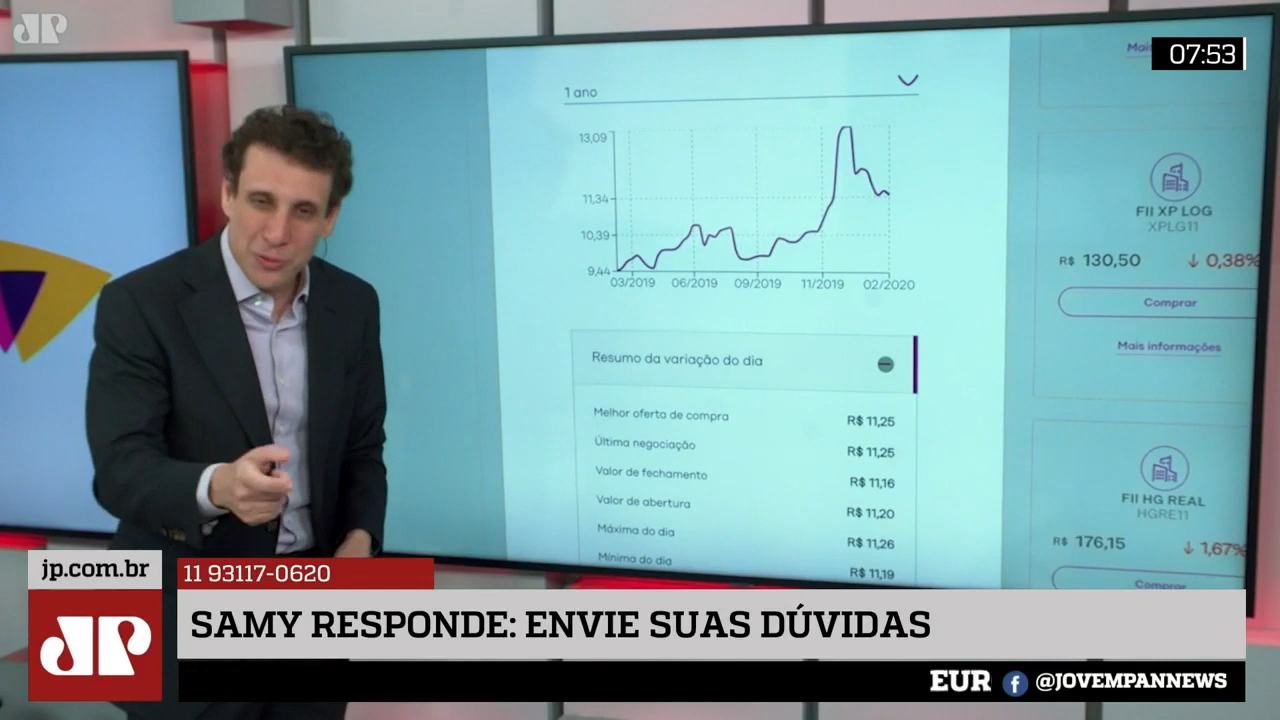 JP
07:53
Mais
1 ano
13,09
11,34
10,39
9,44
03/2019 06/2019 09/2019 11/2019 02/2020
Resumo da variação do dia
Melhor oferta de compra R$ 11,25
Última negociação R$ 11,25
Valor de fechamento R$ 11,16
Valor de abertura R$ 11,20
Máxima do dia R$ 11,26
Mínima do dia R$ 11,19
FII XP LOG
XPLG11
R$ 130,50 ↓ 0,38%
Comprar
Mais informações
FII HG REAL
HGRE11
R$ 176,15 ↓ 1,67%
Comprar
jp.com.br
11 93117-0620
JP
SAMY RESPONDE: ENVIE SUAS DÚVIDAS
EUR f @JOVEMPANNEWS